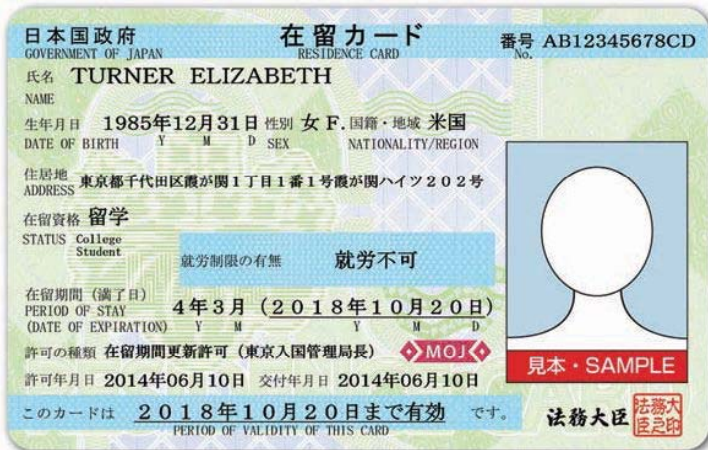 日本国政府 在留カード 番号 AB12345678CD
GOVERNMENT OF JAPAN RESIDENCE CARD No.
氏名 TURNER ELIZABETH
NAME
生年月日 1985年12月31日 性別 女 F. 国籍・地域 米国
DATE OF BIRTH Y M D SEX NATIONALITY/REGION
住居地 東京都千代田区霞が関1丁目1番1号霞が関ハイツ202号
ADDRESS
在留資格 留学
STATUS College
Student
就労制限の有無 就労不可
在留期間 (満了日) 4年3月 (2018年10月20日)
PERIOD OF STAY Y M Y M D
(DATE OF EXPIRATION)
許可の種類 在留期間更新許可 (東京入国管理局長) MOJ
見本・SAMPLE
許可年月日 2014年06月10日 交付年月日 2014年06月10日
このカードは 2018年10月20日まで有効 です。
PERIOD OF VALIDITY OF THIS CARD
法務大臣 法務大臣之印